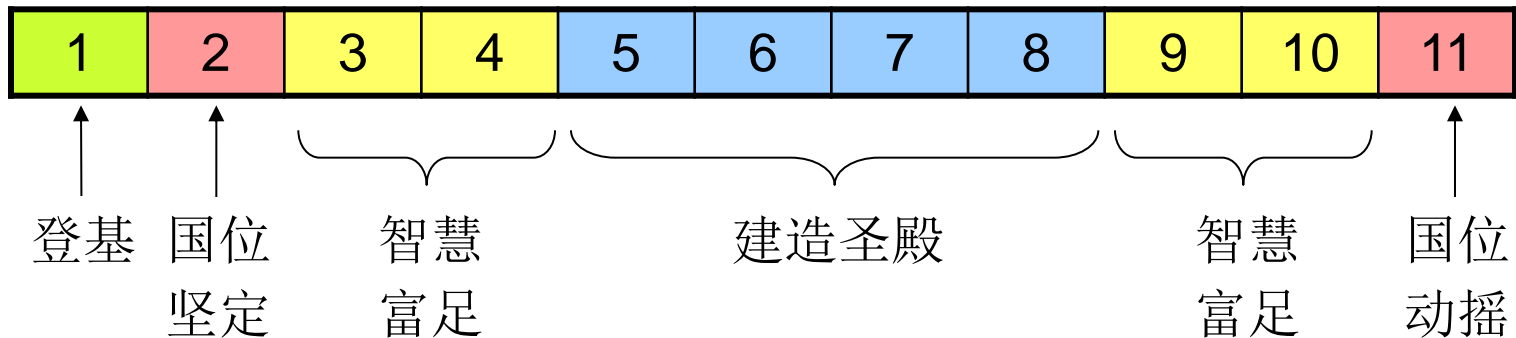 1 2 3 4 5 6 7 8 9 10 11
登基 国位 智慧 建造圣殿 智慧 国位
坚定 富足 富足 动摇